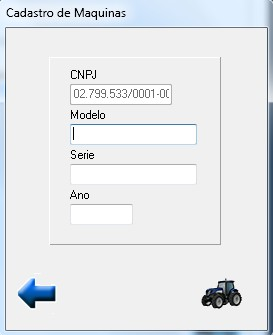 Cadastro de Maquinas
CNPJ
02.799.533/0001-00
Modelo
Serie
Ano